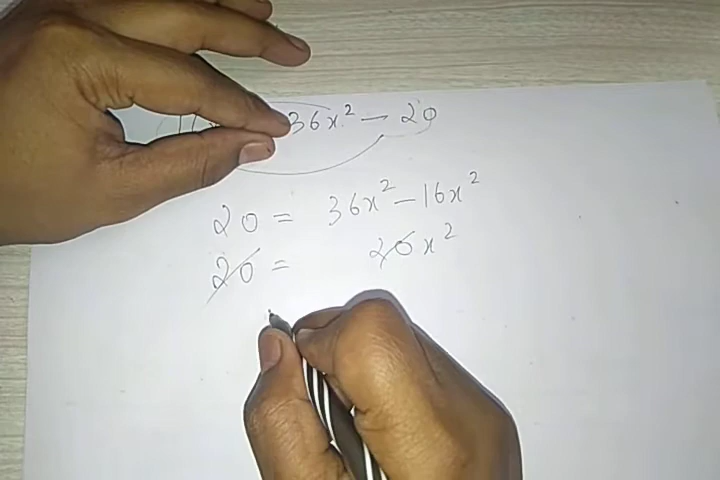 36x² — 20
20 = 36x² – 16x²
20 = 20x²